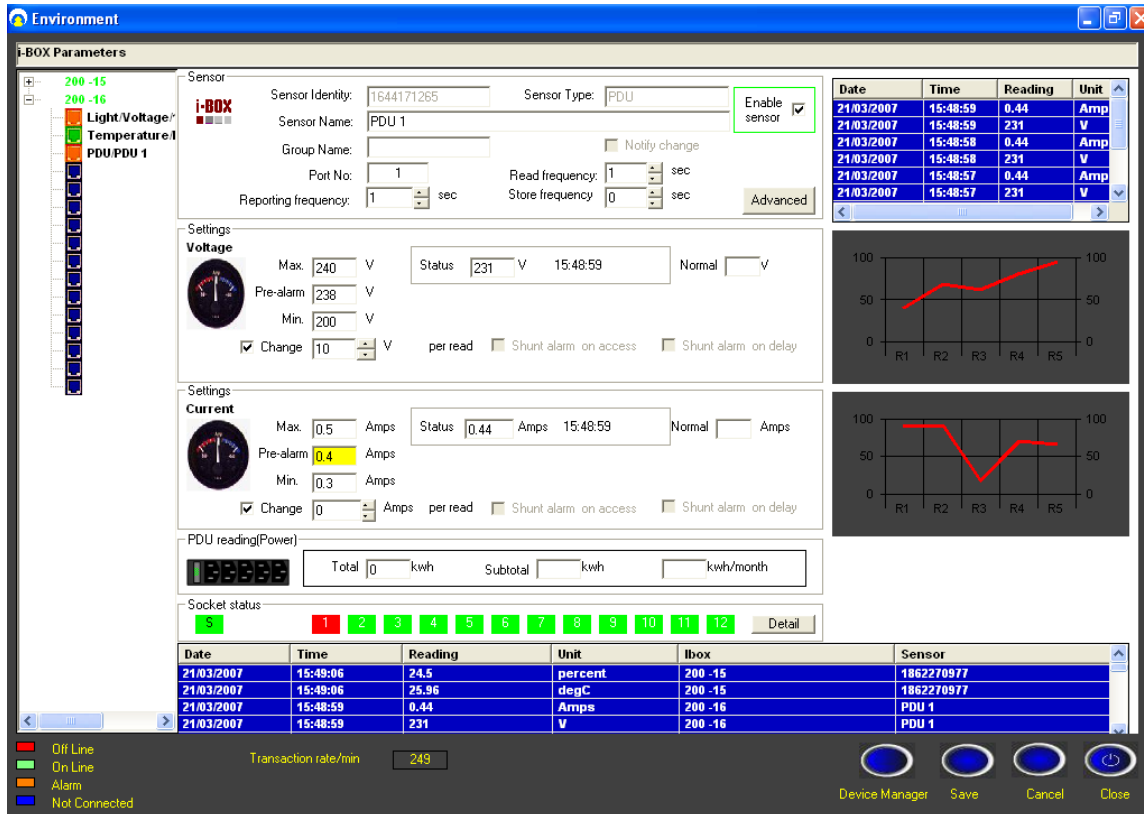 Environment
i-BOX Parameters
200 -15
200 -16
Light/Voltage/
Temperature/
PDU/PDU 1
Sensor
i-BOX
Sensor Identity: 1644171265 Sensor Type: PDU Enable sensor
Sensor Name: PDU 1
Group Name: Notify change
Port No: 1 Read frequency: 1 sec
Reporting frequency: 1 sec Store frequency 0 sec Advanced
Date Time Reading Unit
21/03/2007 15:48:59 0.44 Amp
21/03/2007 15:48:59 231 V
21/03/2007 15:48:58 0.44 Amp
21/03/2007 15:48:58 231 V
21/03/2007 15:48:57 0.44 Amp
21/03/2007 15:48:57 231 V
Settings
Voltage
Max. 240 V Status 231 V 15:48:59 Normal V
Pre-alarm 238 V
Min. 200 V
Change 10 V per read Shunt alarm on access Shunt alarm on delay
100 100
50 50
0 0
R1 R2 R3 R4 R5
Settings
Current
Max. 0.5 Amps Status 0.44 Amps 15:48:59 Normal Amps
Pre-alarm 0.4 Amps
Min. 0.3 Amps
Change 0 Amps per read Shunt alarm on access Shunt alarm on delay
100 100
50 50
0 0
R1 R2 R3 R4 R5
PDU reading(Power)
Total 0 kwh Subtotal kwh kwh/month
Socket status
S 1 2 3 4 5 6 7 8 9 10 11 12 Detail
Date Time Reading Unit Ibox Sensor
21/03/2007 15:49:06 24.5 percent 200 -15 1862270977
21/03/2007 15:49:06 25.96 degC 200 -15 1862270977
21/03/2007 15:48:59 0.44 Amps 200 -16 PDU 1
21/03/2007 15:48:59 231 V 200 -16 PDU 1
Off Line
On Line
Alarm
Not Connected
Transaction rate/min 249
Device Manager Save Cancel Close